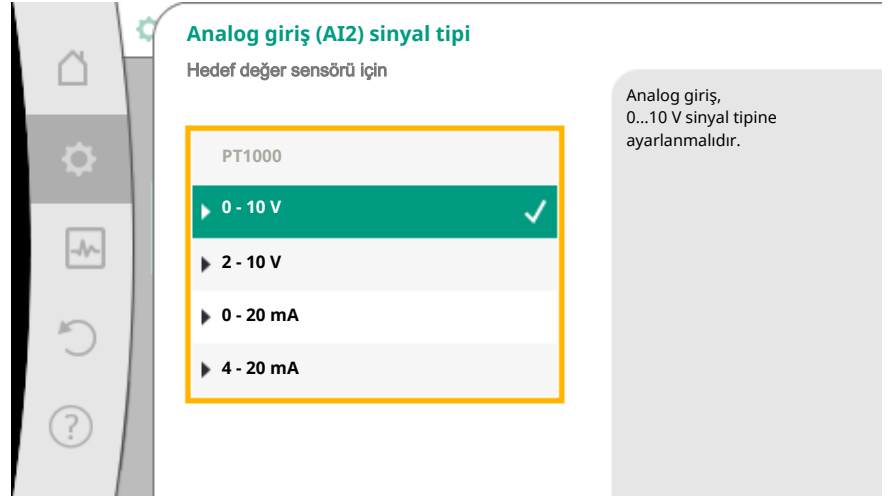 Analog giriş (AI2) sinyal tipi
Hedef değer sensörü için
PT1000
0 - 10 V
2 - 10 V
0 - 20 mA
4 - 20 mA
Analog giriş,
0...10 V sinyal tipine
ayarlanmalıdır.
?